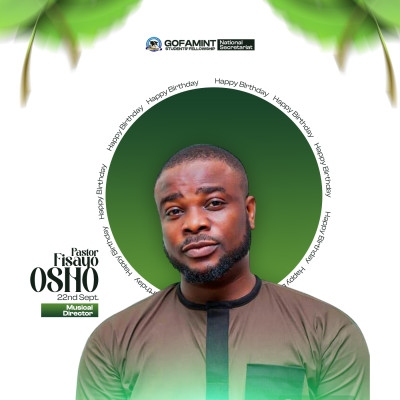 GOFAMINT
STUDENTS' FELLOWSHIP
National
Secretariat
Happy Birthday
Happy Birthday
Happy Birthday
Happy Birthday
Happy Birthday
Happy Birthday
Happy Birthday
Happy Birthday
Happy Birthday
Happy Birthday
Pastor
Fisayo
OSHO
22nd Sept.
Musical
Director